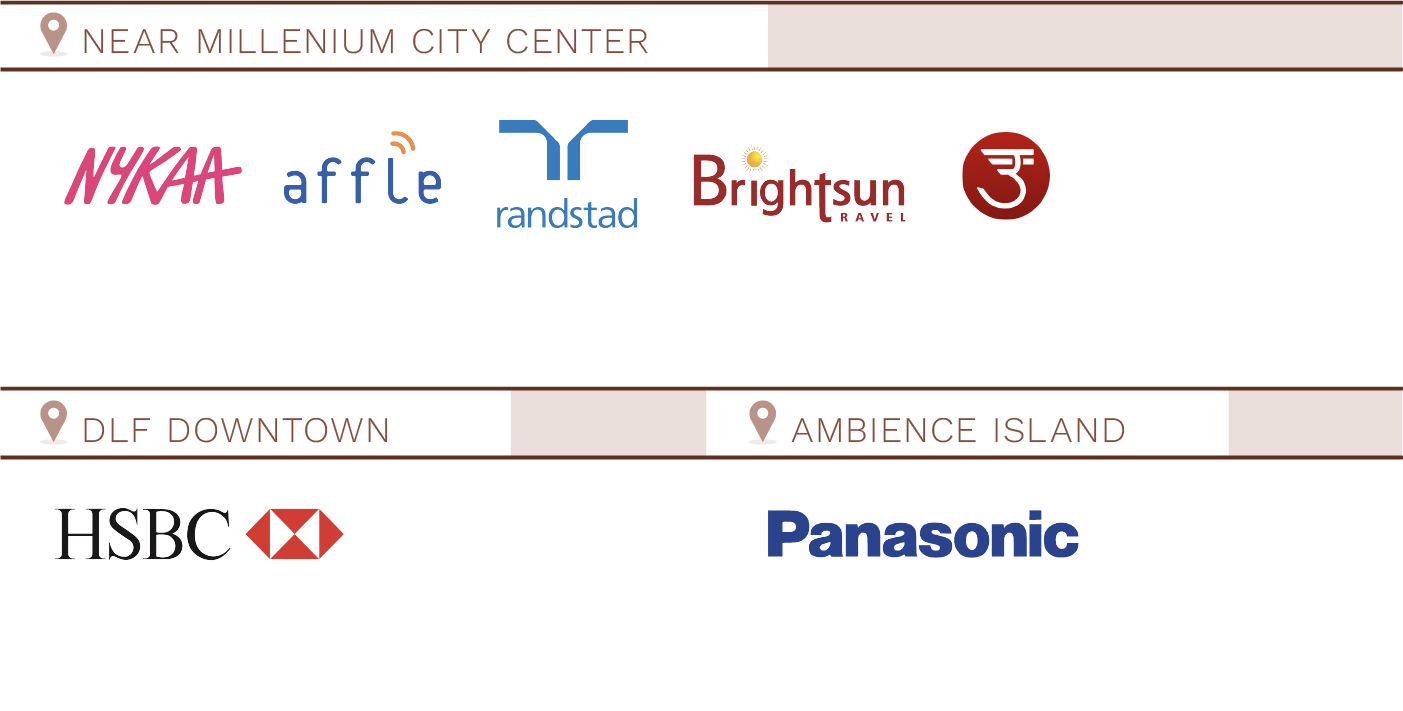 NEAR MILLENIUM CITY CENTER
NYKAA
affle
randstad
Brightsun
RAVEL
उ
DLF DOWNTOWN
AMBIENCE ISLAND
HSBC
Panasonic